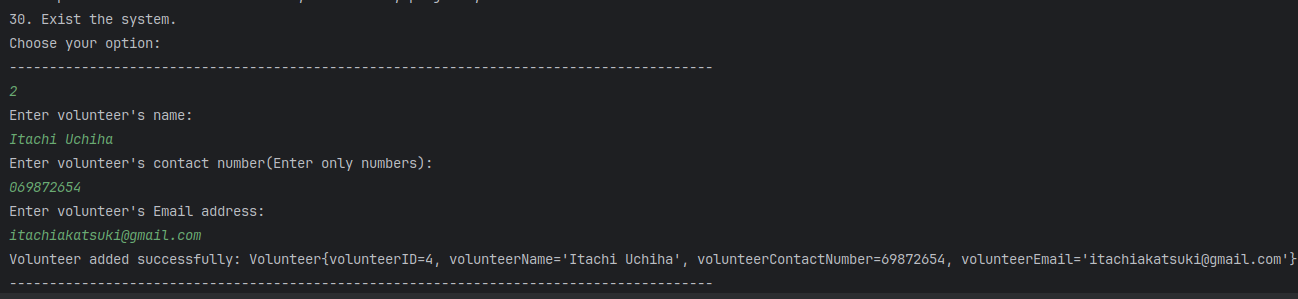 30. Exist the system.
Choose your option:
----------------------------------------------------------------------------------------
2
Enter volunteer's name:
Itachi Uchiha
Enter volunteer's contact number(Enter only numbers):
069872654
Enter volunteer's Email address:
itachiakatsuki@gmail.com
Volunteer added successfully: Volunteer{volunteerID=4, volunteerName='Itachi Uchiha', volunteerContactNumber=69872654, volunteerEmail='itachiakatsuki@gmail.com'}
----------------------------------------------------------------------------------------